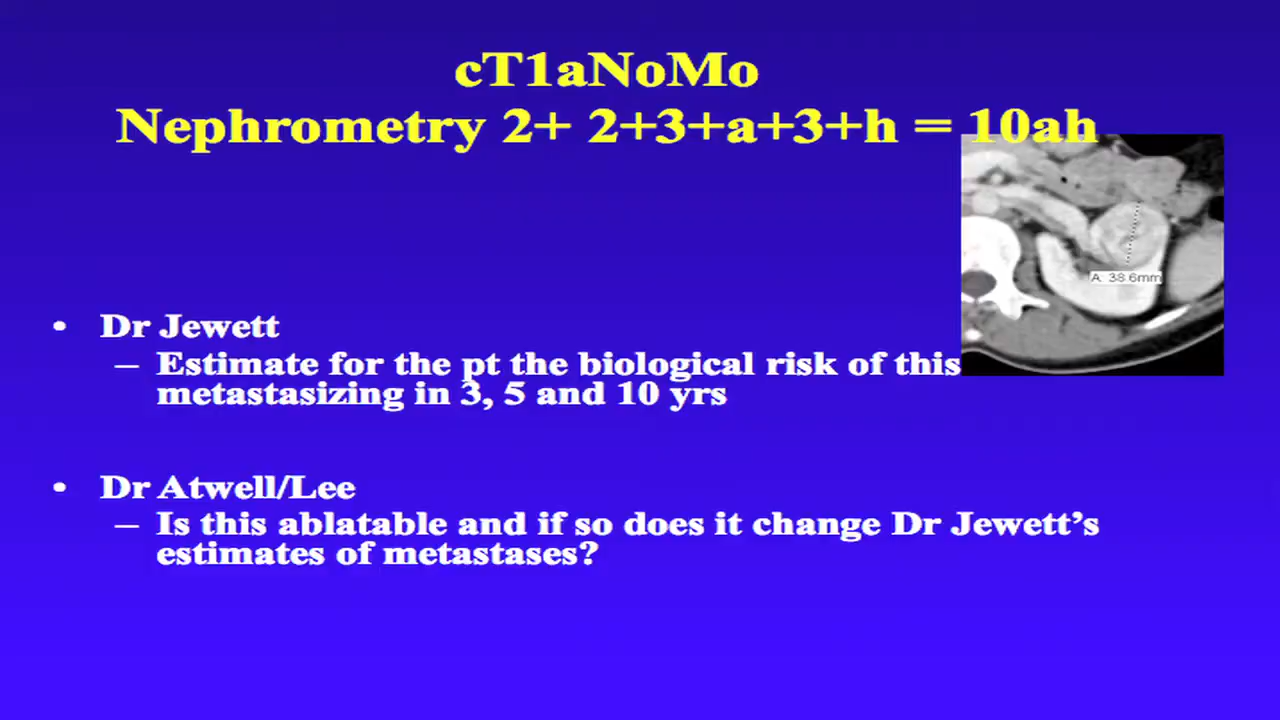 cT1aNoMo
Nephrometry 2+ 2+3+a+3+h = 10ah
A: 38.6mm
• Dr Jewett
– Estimate for the pt the biological risk of this
metastasizing in 3, 5 and 10 yrs
• Dr Atwell/Lee
– Is this ablatable and if so does it change Dr Jewett's
estimates of metastases?